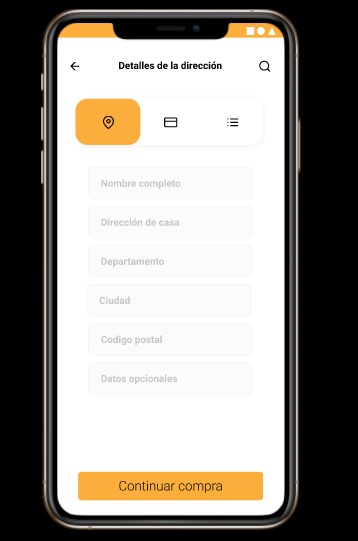 Detalles de la dirección
Nombre completo
Dirección de casa
Departamento
Ciudad
Codigo postal
Datos opcionales
Continuar compra